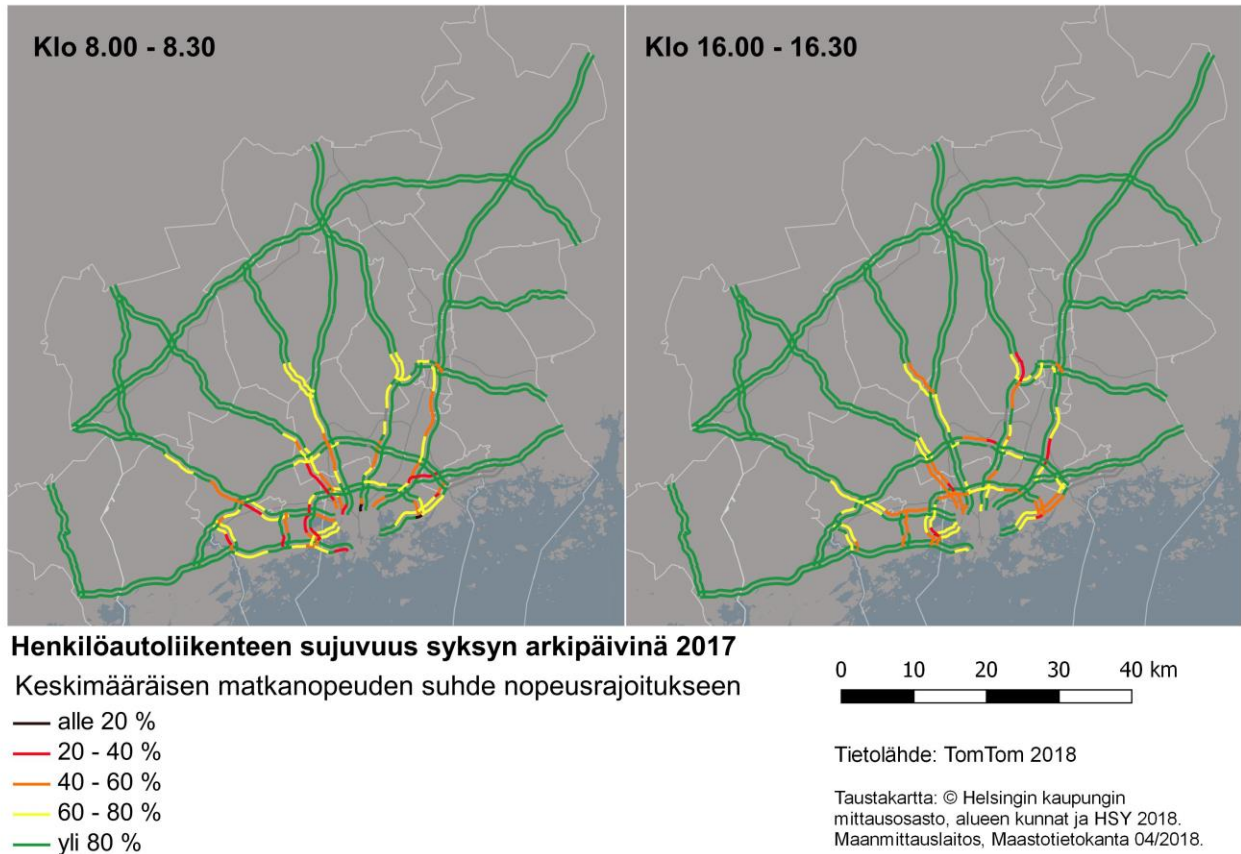 Klo 8.00 - 8.30
Klo 16.00 - 16.30
Henkilöautoliikenteen sujuvuus syksyn arkipäivinä 2017
Keskimääräisen matkanopeuden suhde nopeusrajoitukseen
alle 20 %
20 - 40 %
40 - 60 %
60 - 80 %
yli 80 %
0 10 20 30 40 km
Tietolähde: TomTom 2018
Taustakartta: © Helsingin kaupungin
mittausosasto, alueen kunnat ja HSY 2018.
Maanmittauslaitos, Maastotietokanta 04/2018.